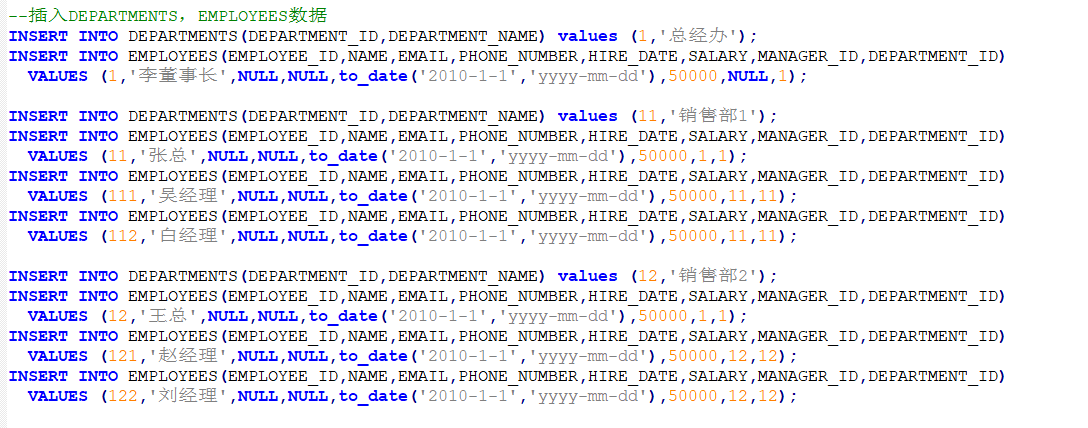 --插入DEPARTMENTS，EMPLOYEES数据
INSERT INTO DEPARTMENTS(DEPARTMENT_ID,DEPARTMENT_NAME) values (1,'总经办');
INSERT INTO EMPLOYEES(EMPLOYEE_ID,NAME,EMAIL,PHONE_NUMBER,HIRE_DATE,SALARY,MANAGER_ID,DEPARTMENT_ID)
  VALUES (1,'李董事长',NULL,NULL,to_date('2010-1-1','yyyy-mm-dd'),50000,NULL,1);

INSERT INTO DEPARTMENTS(DEPARTMENT_ID,DEPARTMENT_NAME) values (11,'销售部1');
INSERT INTO EMPLOYEES(EMPLOYEE_ID,NAME,EMAIL,PHONE_NUMBER,HIRE_DATE,SALARY,MANAGER_ID,DEPARTMENT_ID)
  VALUES (11,'张总',NULL,NULL,to_date('2010-1-1','yyyy-mm-dd'),50000,1,1);
INSERT INTO EMPLOYEES(EMPLOYEE_ID,NAME,EMAIL,PHONE_NUMBER,HIRE_DATE,SALARY,MANAGER_ID,DEPARTMENT_ID)
  VALUES (111,'吴经理',NULL,NULL,to_date('2010-1-1','yyyy-mm-dd'),50000,11,11);
INSERT INTO EMPLOYEES(EMPLOYEE_ID,NAME,EMAIL,PHONE_NUMBER,HIRE_DATE,SALARY,MANAGER_ID,DEPARTMENT_ID)
  VALUES (112,'白经理',NULL,NULL,to_date('2010-1-1','yyyy-mm-dd'),50000,11,11);

INSERT INTO DEPARTMENTS(DEPARTMENT_ID,DEPARTMENT_NAME) values (12,'销售部2');
INSERT INTO EMPLOYEES(EMPLOYEE_ID,NAME,EMAIL,PHONE_NUMBER,HIRE_DATE,SALARY,MANAGER_ID,DEPARTMENT_ID)
  VALUES (12,'王总',NULL,NULL,to_date('2010-1-1','yyyy-mm-dd'),50000,1,1);
INSERT INTO EMPLOYEES(EMPLOYEE_ID,NAME,EMAIL,PHONE_NUMBER,HIRE_DATE,SALARY,MANAGER_ID,DEPARTMENT_ID)
  VALUES (121,'赵经理',NULL,NULL,to_date('2010-1-1','yyyy-mm-dd'),50000,12,12);
INSERT INTO EMPLOYEES(EMPLOYEE_ID,NAME,EMAIL,PHONE_NUMBER,HIRE_DATE,SALARY,MANAGER_ID,DEPARTMENT_ID)
  VALUES (122,'刘经理',NULL,NULL,to_date('2010-1-1','yyyy-mm-dd'),50000,12,12);